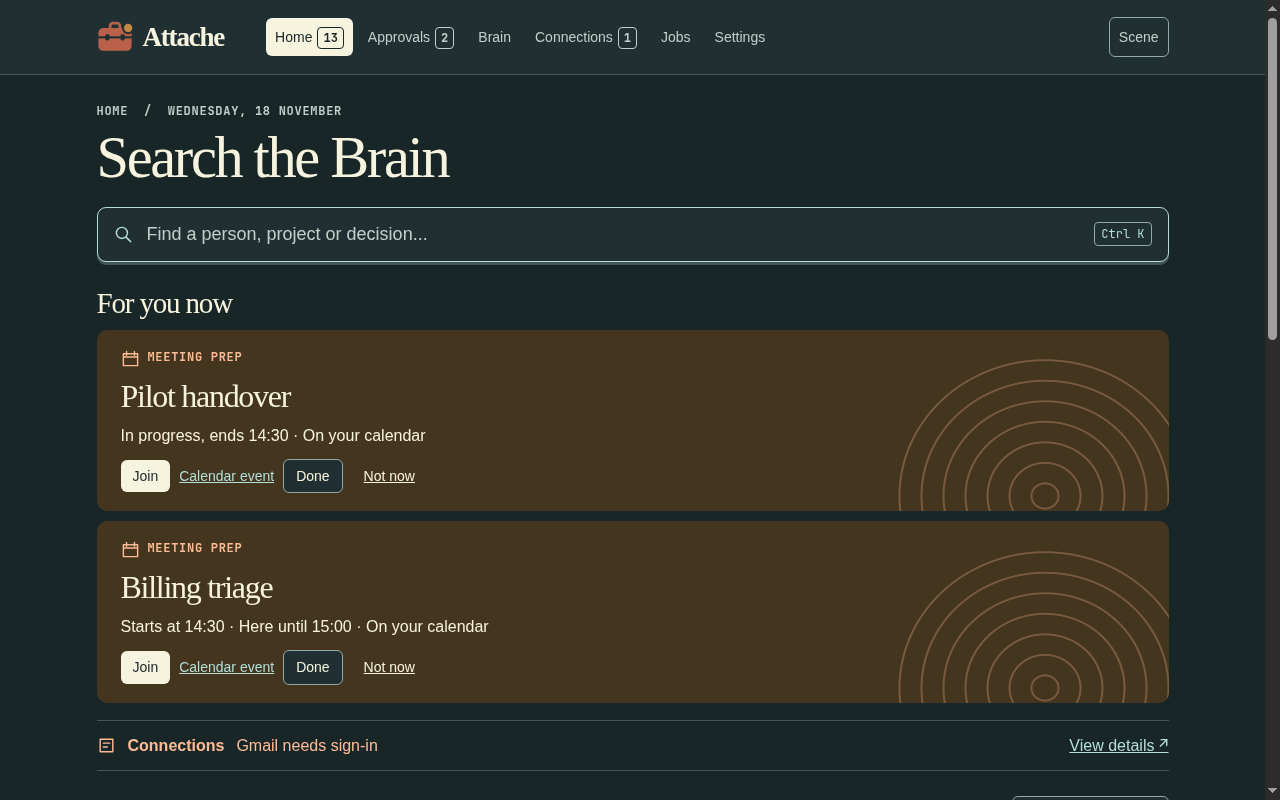 Attache
Home 13 Approvals 2 Brain Connections 1 Jobs Settings Scene
HOME / WEDNESDAY, 18 NOVEMBER
Search the Brain
Find a person, project or decision... Ctrl K
For you now
MEETING PREP
Pilot handover
In progress, ends 14:30 · On your calendar
Join Calendar event Done Not now
MEETING PREP
Billing triage
Starts at 14:30 · Here until 15:00 · On your calendar
Join Calendar event Done Not now
Connections Gmail needs sign-in View details ↗